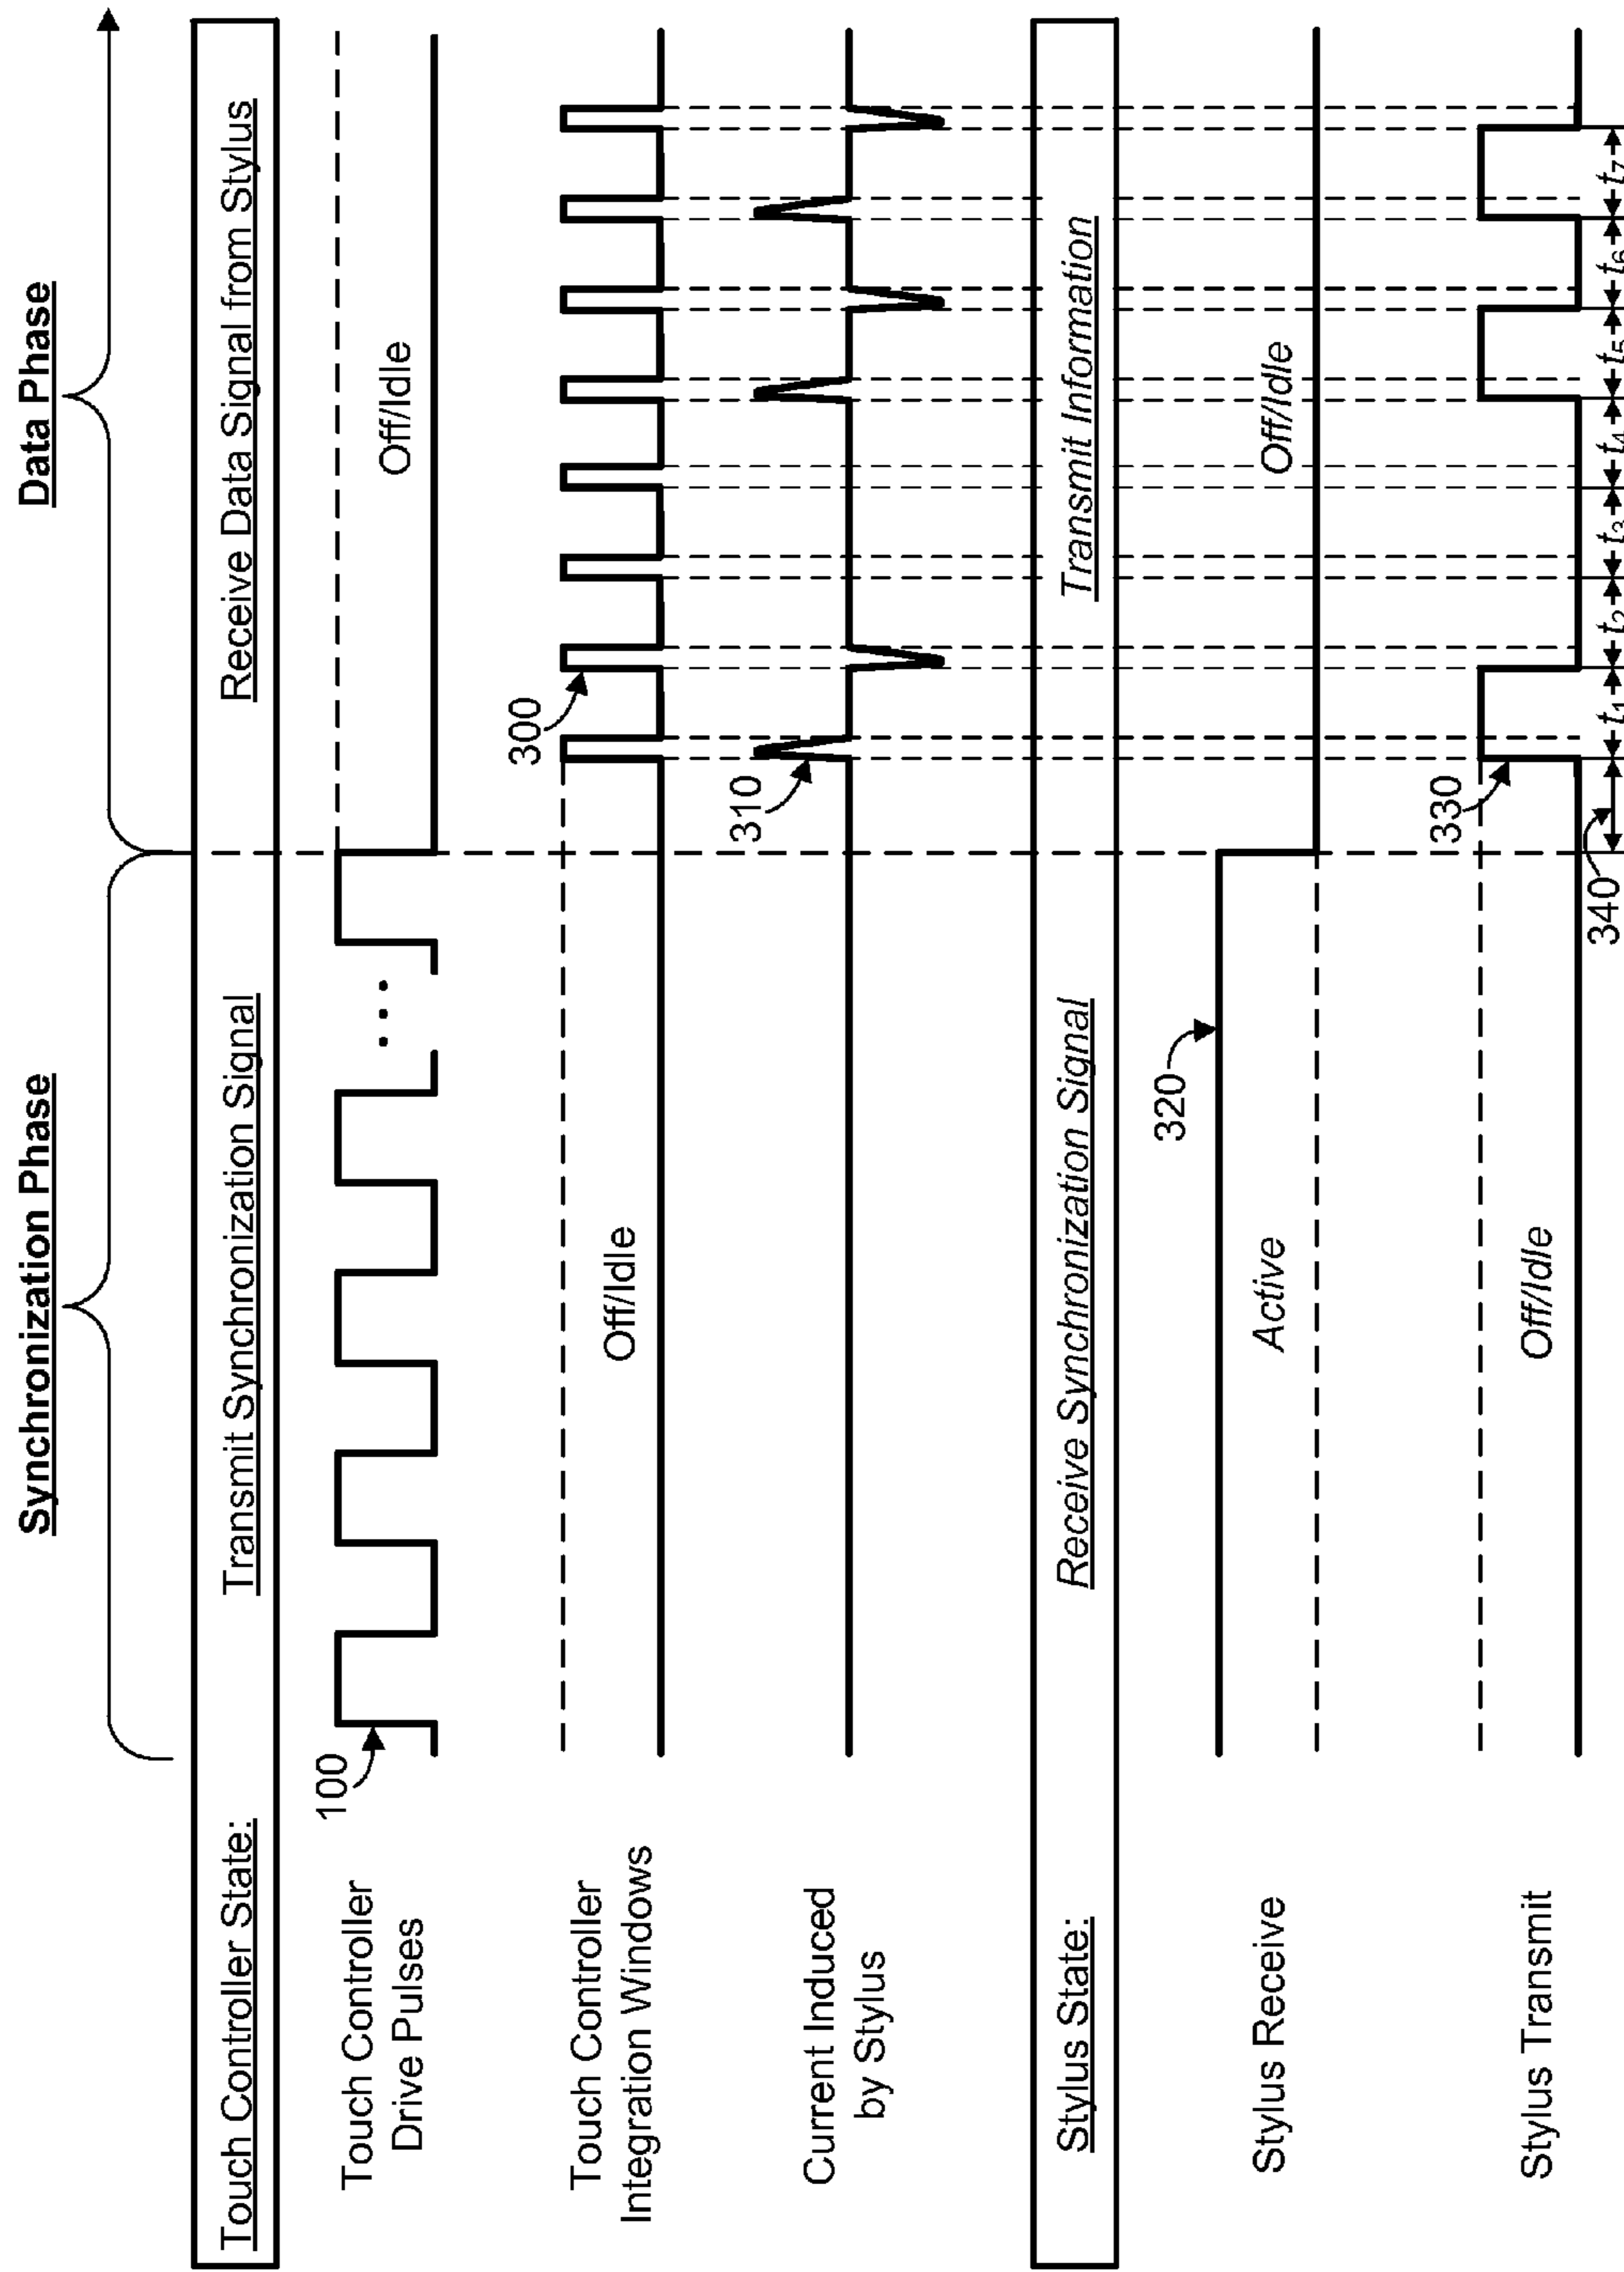 Synchronization Phase
Data Phase
Touch Controller State:
Transmit Synchronization Signal
Receive Data Signal from Stylus
100
Touch Controller
Drive Pulses
...
Off/Idle
Touch Controller
Integration Windows
Off/Idle
300
Current Induced
by Stylus
310
Stylus State:
Receive Synchronization Signal
Transmit Information
320
Stylus Receive
Active
Off/Idle
330
Stylus Transmit
Off/Idle
340
t1 t2 t3 t4 t5 t6 t7